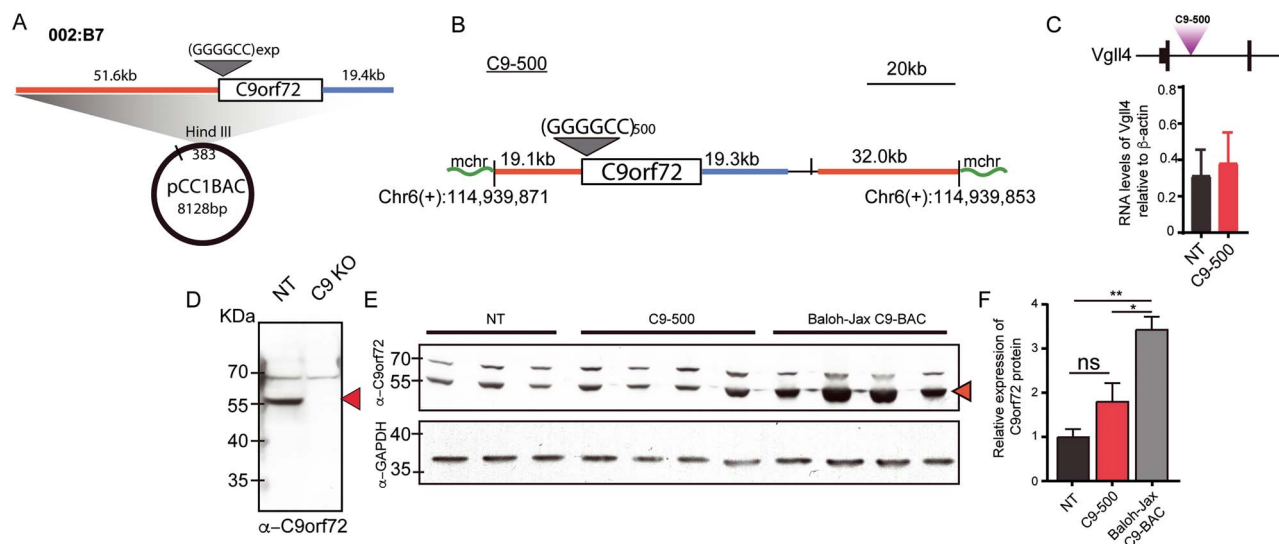 A
002:B7
(GGGGCC)exp
51.6kb
C9orf72
19.4kb
Hind III
383
pCC1BAC
8128bp
B
C9-500
20kb
(GGGGCC)500
mchr
19.1kb
C9orf72
19.3kb
32.0kb
mchr
Chr6(+):114,939,871
Chr6(+):114,939,853
C
C9-500
Vgll4
RNA levels of Vgll4
relative to β-actin
0.8
0.6
0.4
0.2
0
NT
C9-500
D
NT
C9 KO
KDa
70
55
40
35
α–C9orf72
E
NT
C9-500
Baloh-Jax C9-BAC
α–C9orf72
70
55
α–GAPDH
40
35
F
Relative expression of
C9orf72 protein
4
3
2
1
0
**
*
ns
NT
C9-500
Baloh-Jax
C9-BAC